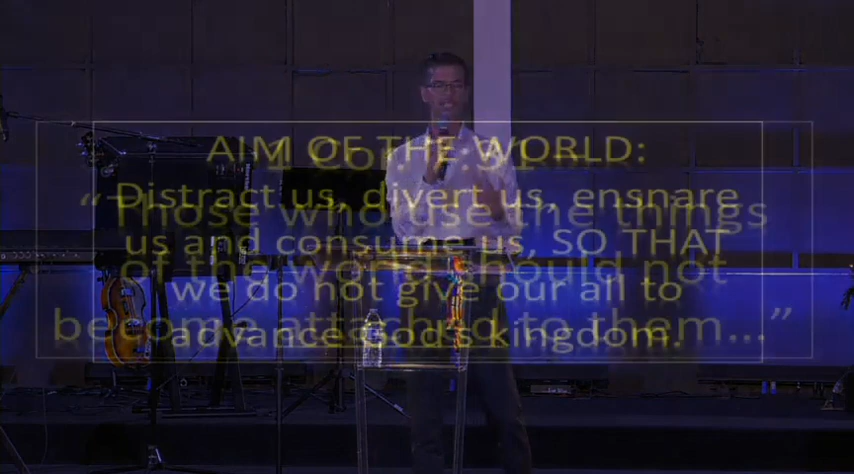 AIM OF THE WORLD:
Distract us, divert us, ensnare
us and consume us, SO THAT
we do not give our all to
advance God's kingdom.
“Those who use the things
of the world should not
become attached to them...”